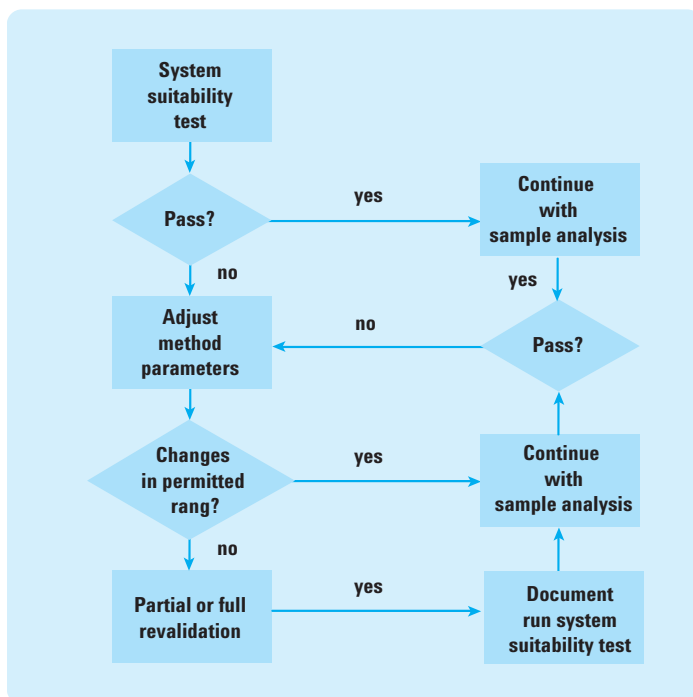 System
suitability
test
Pass?
yes
Continue
with
sample analysis
no
yes
Adjust
method
parameters
no
Pass?
Changes
in permitted
rang?
yes
Continue
with
sample analysis
no
Partial or full
revalidation
yes
Document
run system
suitability test